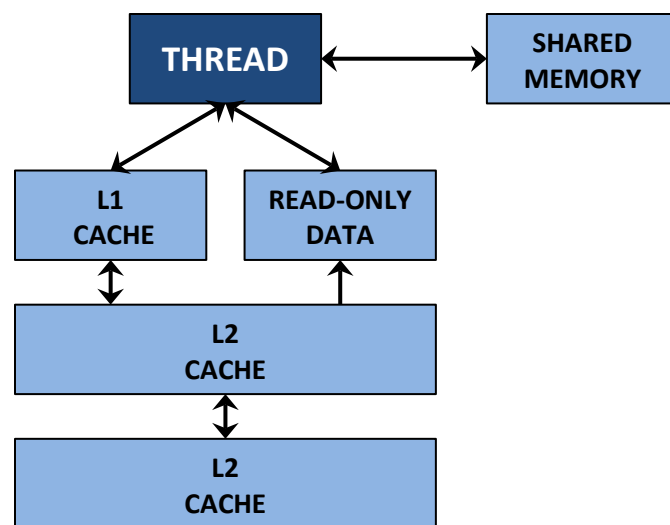 THREAD
SHARED
MEMORY
L1
CACHE
READ-ONLY
DATA
L2
CACHE
L2
CACHE